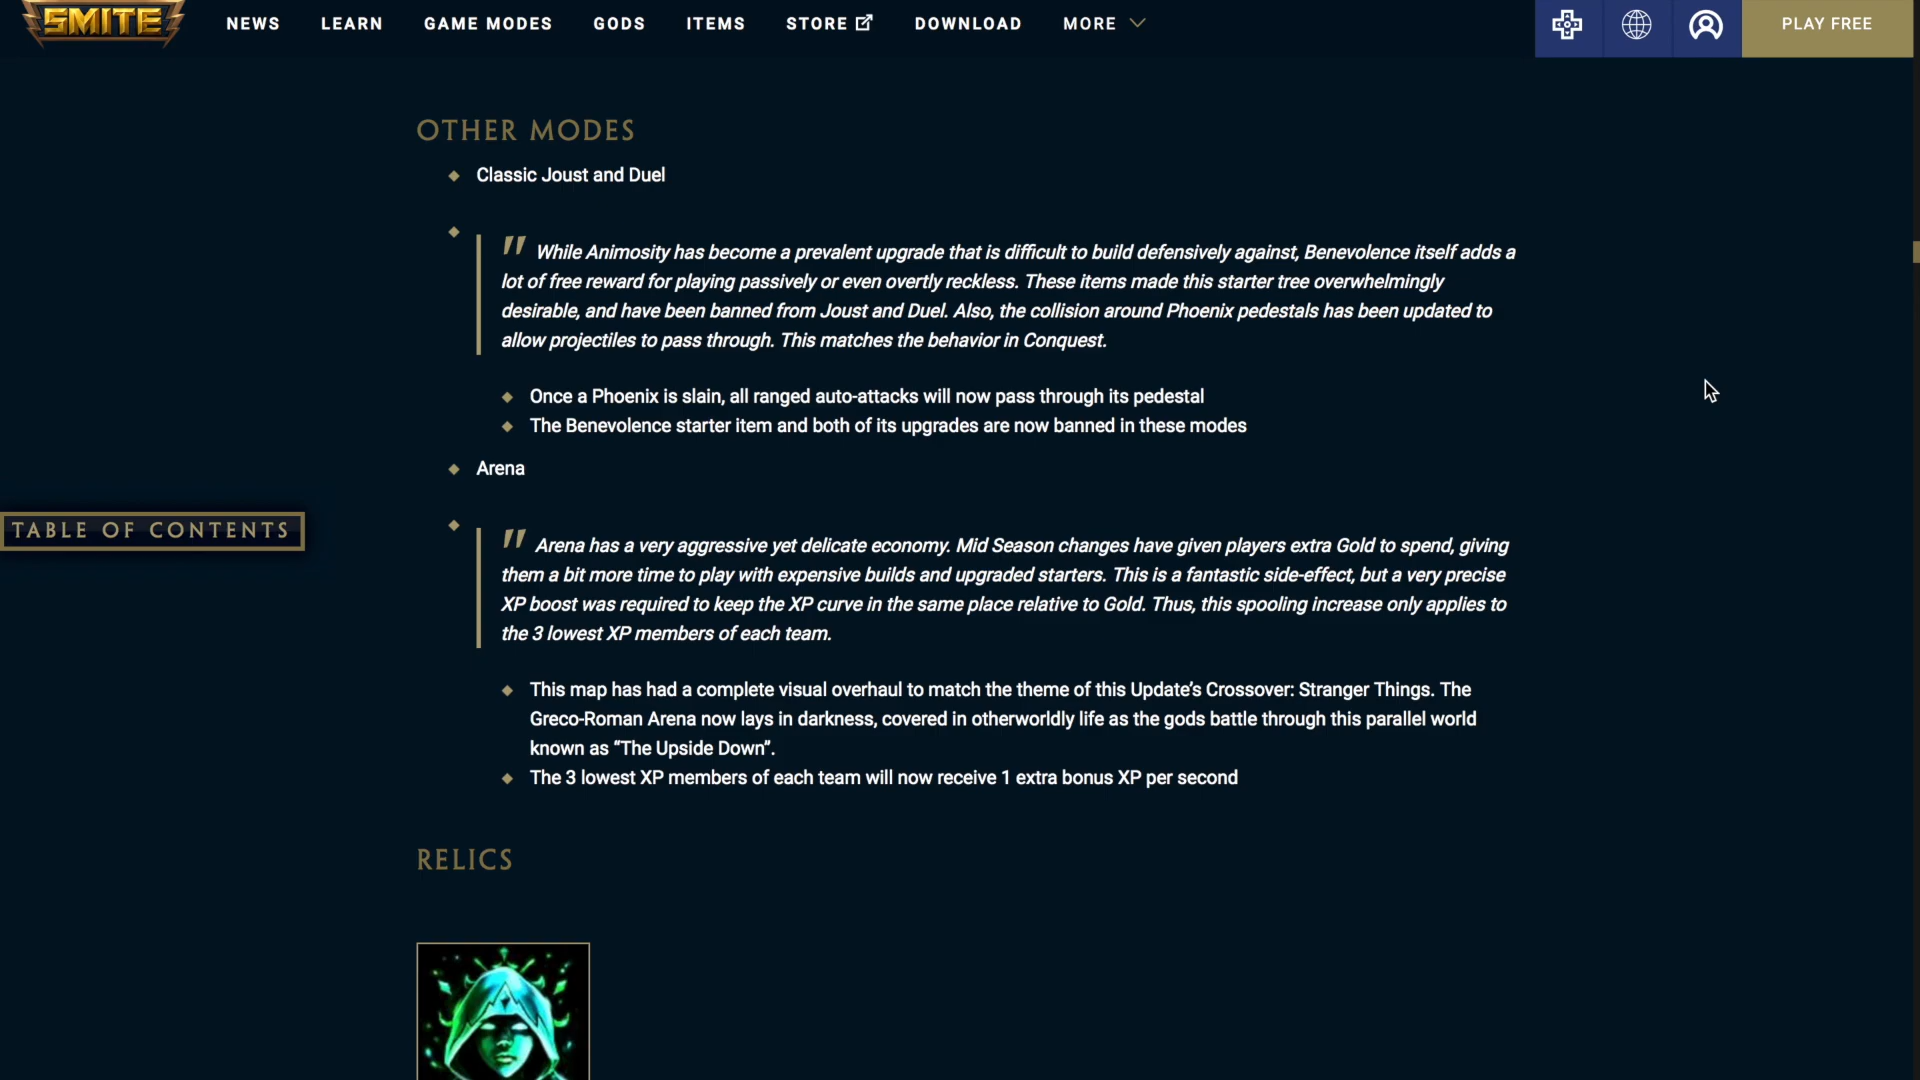 SMITE
NEWS LEARN GAME MODES GODS ITEMS STORE DOWNLOAD MORE PLAY FREE
OTHER MODES
Classic Joust and Duel
" While Animosity has become a prevalent upgrade that is difficult to build defensively against, Benevolence itself adds a
lot of free reward for playing passively or even overtly reckless. These items made this starter tree overwhelmingly
desirable, and have been banned from Joust and Duel. Also, the collision around Phoenix pedestals has been updated to
allow projectiles to pass through. This matches the behavior in Conquest.
Once a Phoenix is slain, all ranged auto-attacks will now pass through its pedestal
The Benevolence starter item and both of its upgrades are now banned in these modes
Arena
TABLE OF CONTENTS
" Arena has a very aggressive yet delicate economy. Mid Season changes have given players extra Gold to spend, giving
them a bit more time to play with expensive builds and upgraded starters. This is a fantastic side-effect, but a very precise
XP boost was required to keep the XP curve in the same place relative to Gold. Thus, this spooling increase only applies to
the 3 lowest XP members of each team.
This map has had a complete visual overhaul to match the theme of this Update’s Crossover: Stranger Things. The
Greco-Roman Arena now lays in darkness, covered in otherworldly life as the gods battle through this parallel world
known as “The Upside Down”.
The 3 lowest XP members of each team will now receive 1 extra bonus XP per second
RELICS